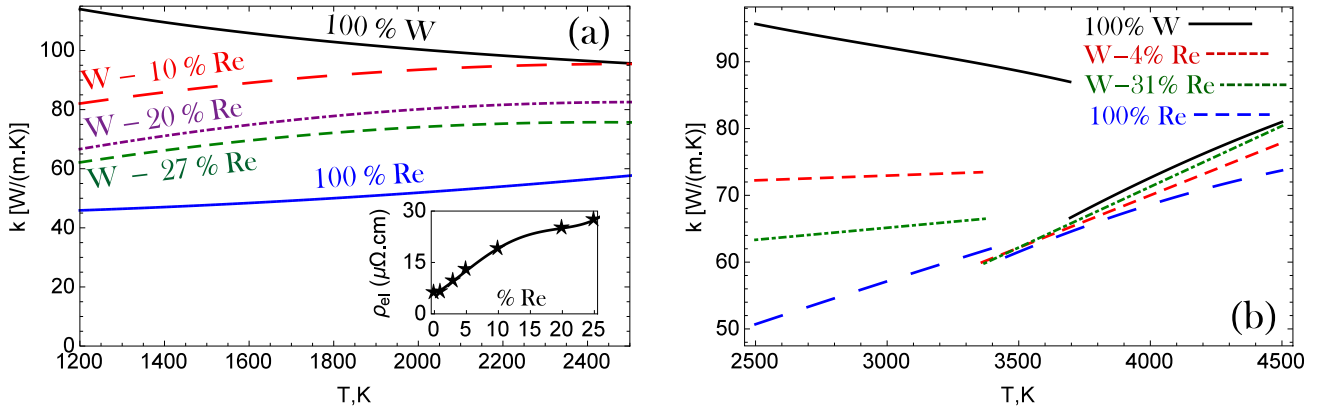 100 % W
(a)
W – 10 % Re
W – 20 % Re
W – 27 % Re
100 % Re
k [W/(m.K)]
100
80
60
40
20
0
1200 1400 1600 1800 2000 2200 2400
T,K
ρel (μΩ.cm)
30
15
0
% Re
0 5 10 15 20 25
100% W
W–4% Re
W–31% Re
100% Re
(b)
k [W/(m.K)]
90
80
70
60
50
2500 3000 3500 4000 4500
T,K